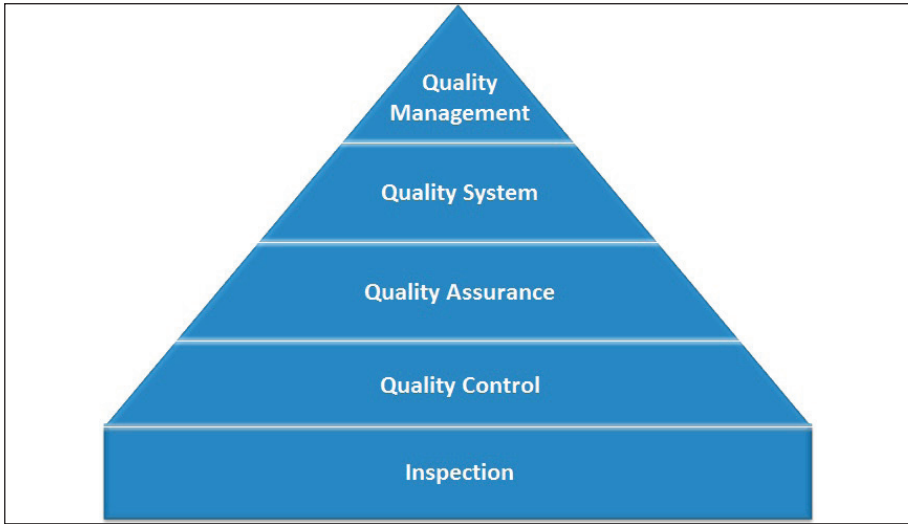 Quality
Management
Quality System
Quality Assurance
Quality Control
Inspection